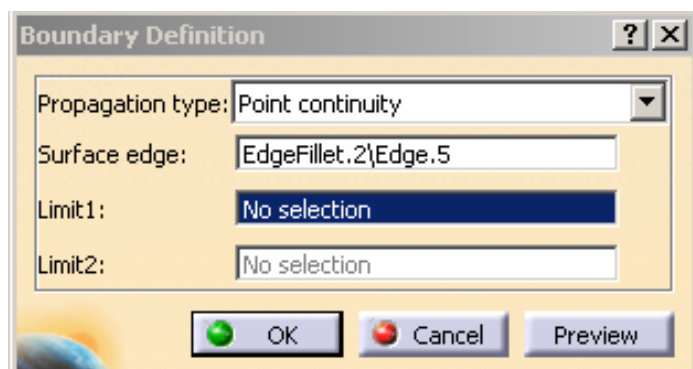 Boundary Definition ? X
Propagation type: Point continuity
Surface edge: EdgeFillet.2\Edge.5
Limit1: No selection
Limit2: No selection
OK Cancel Preview